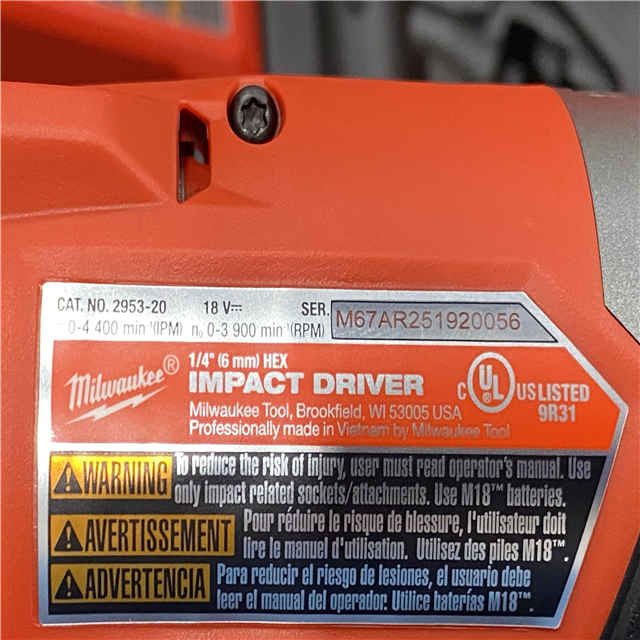 CAT. NO. 2953-20 18 V⎓ SER. M67AR251920056
0-4 400 min⁻¹(IPM) n₀ 0-3 900 min⁻¹(RPM)
1/4" (6 mm) HEX
Milwaukee® IMPACT DRIVER C UL US LISTED
9R31
Milwaukee Tool, Brookfield, WI 53005 USA
Professionally made in Vietnam by Milwaukee Tool
WARNING To reduce the risk of injury, user must read operator's manual. Use
only impact related sockets/attachments. Use M18™ batteries.
AVERTISSEMENT Pour réduire le risque de blessure, l'utilisateur doit
lire le manuel d'utilisation. Utilisez des piles M18™.
ADVERTENCIA Para reducir el riesgo de lesiones, el usuario debe
leer el manual del operador. Utilice baterías M18™.